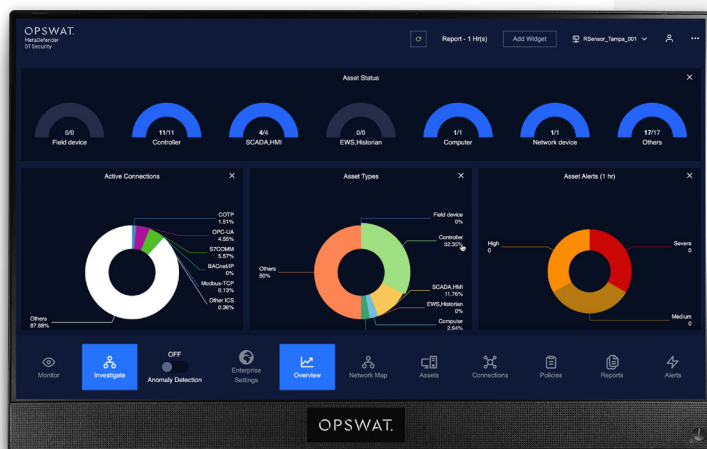 OPSWAT.
MetaDefender
OT Security
Report - 1 Hr(s)
Add Widget
RSensor_Tampa_001
Asset Status
0/0
Field device
11/11
Controller
4/4
SCADA,HMI
0/0
EWS,Historian
1/1
Computer
1/1
Network device
17/17
Others
Active Connections
COTP
1.51%
OPC-UA
4.55%
S7COMM
5.57%
BACnet/IP
0%
Modbus-TCP
0.13%
Other ICS
0.36%
Others
87.88%
Asset Types
Field device
0%
Controller
32.35%
Others
50%
SCADA,HMI
11.76%
EWS,Historian
0%
Computer
2.94%
Asset Alerts (1 hr)
High
0
Severe
0
Medium
0
Monitor
Investigate
OFF
Anomaly Detection
Enterprise
Settings
Overview
Network Map
Assets
Connections
Policies
Reports
Alerts
OPSWAT.